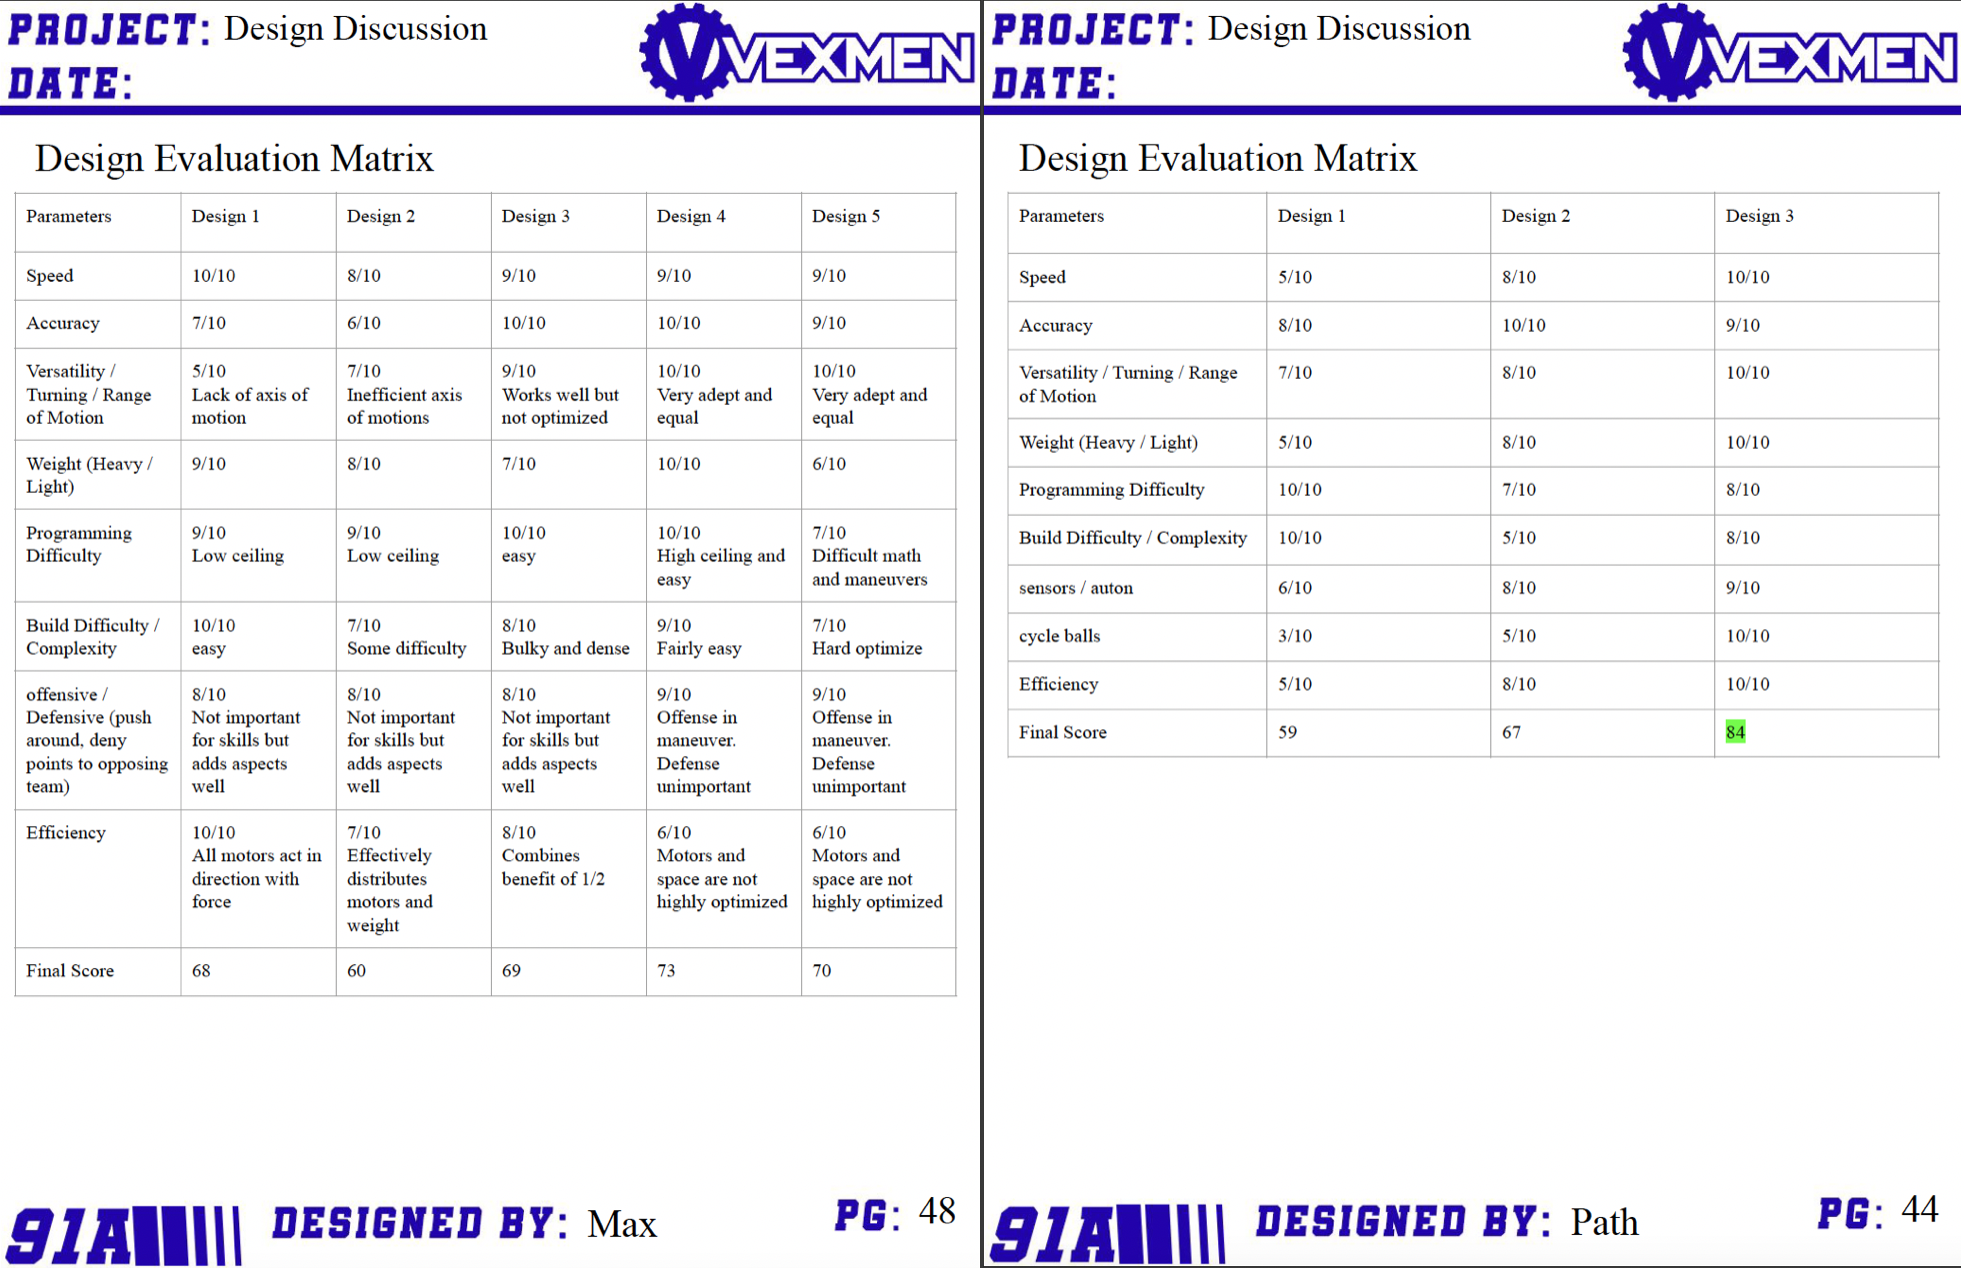 PROJECT: Design Discussion
VEXMEN
DATE:
Design Evaluation Matrix
Parameters Design 1 Design 2 Design 3 Design 4 Design 5
Speed 10/10 8/10 9/10 9/10 9/10
Accuracy 7/10 6/10 10/10 10/10 9/10
Versatility / 5/10 7/10 9/10 10/10 10/10
Turning / Range Lack of axis of Inefficient axis Works well but Very adept and Very adept and
of Motion motion of motions not optimized equal equal
Weight (Heavy / 9/10 8/10 7/10 10/10 6/10
Light)
Programming 9/10 9/10 10/10 10/10 7/10
Difficulty Low ceiling Low ceiling easy High ceiling and Difficult math
easy and maneuvers
Build Difficulty / 10/10 7/10 8/10 9/10 7/10
Complexity easy Some difficulty Bulky and dense Fairly easy Hard optimize
offensive / 8/10 8/10 8/10 9/10 9/10
Defensive (push Not important Not important Not important Offense in Offense in
around, deny for skills but for skills but for skills but maneuver. maneuver.
points to opposing adds aspects adds aspects adds aspects Defense Defense
team) well well well unimportant unimportant
Efficiency 10/10 7/10 8/10 6/10 6/10
All motors act in Effectively Combines Motors and Motors and
direction with distributes benefit of 1/2 space are not space are not
force motors and highly optimized highly optimized
weight
Final Score 68 60 69 73 70
91A DESIGNED BY: Max PG: 48
PROJECT: Design Discussion
VEXMEN
DATE:
Design Evaluation Matrix
Parameters Design 1 Design 2 Design 3
Speed 5/10 8/10 10/10
Accuracy 8/10 10/10 9/10
Versatility / Turning / Range 7/10 8/10 10/10
of Motion
Weight (Heavy / Light) 5/10 8/10 10/10
Programming Difficulty 10/10 7/10 8/10
Build Difficulty / Complexity 10/10 5/10 8/10
sensors / auton 6/10 8/10 9/10
cycle balls 3/10 5/10 10/10
Efficiency 5/10 8/10 10/10
Final Score 59 67 84
91A DESIGNED BY: Path PG: 44